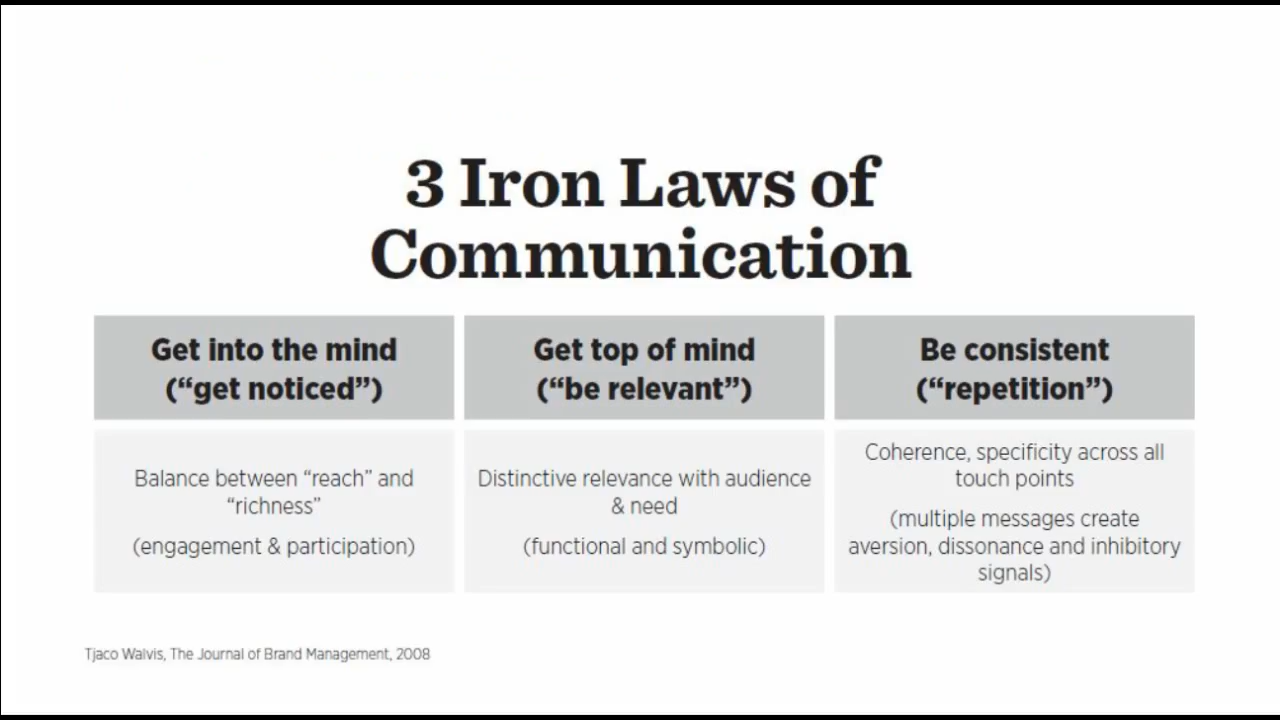 3 Iron Laws of
Communication
Get into the mind
(“get noticed”)
Balance between “reach” and
“richness”
(engagement & participation)
Get top of mind
(“be relevant”)
Distinctive relevance with audience
& need
(functional and symbolic)
Be consistent
(“repetition”)
Coherence, specificity across all
touch points
(multiple messages create
aversion, dissonance and inhibitory
signals)
Tjaco Walvis, The Journal of Brand Management, 2008